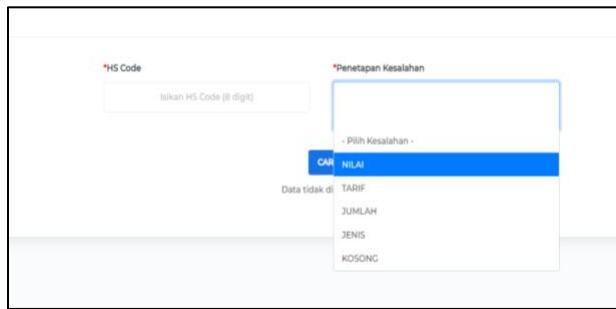 *HS Code
*Penetapan Kesalahan
Isikan HS Code (8 digit)
- Pilih Kesalahan -
CAR
NILAI
Data tidak di
TARIF
JUMLAH
JENIS
KOSONG